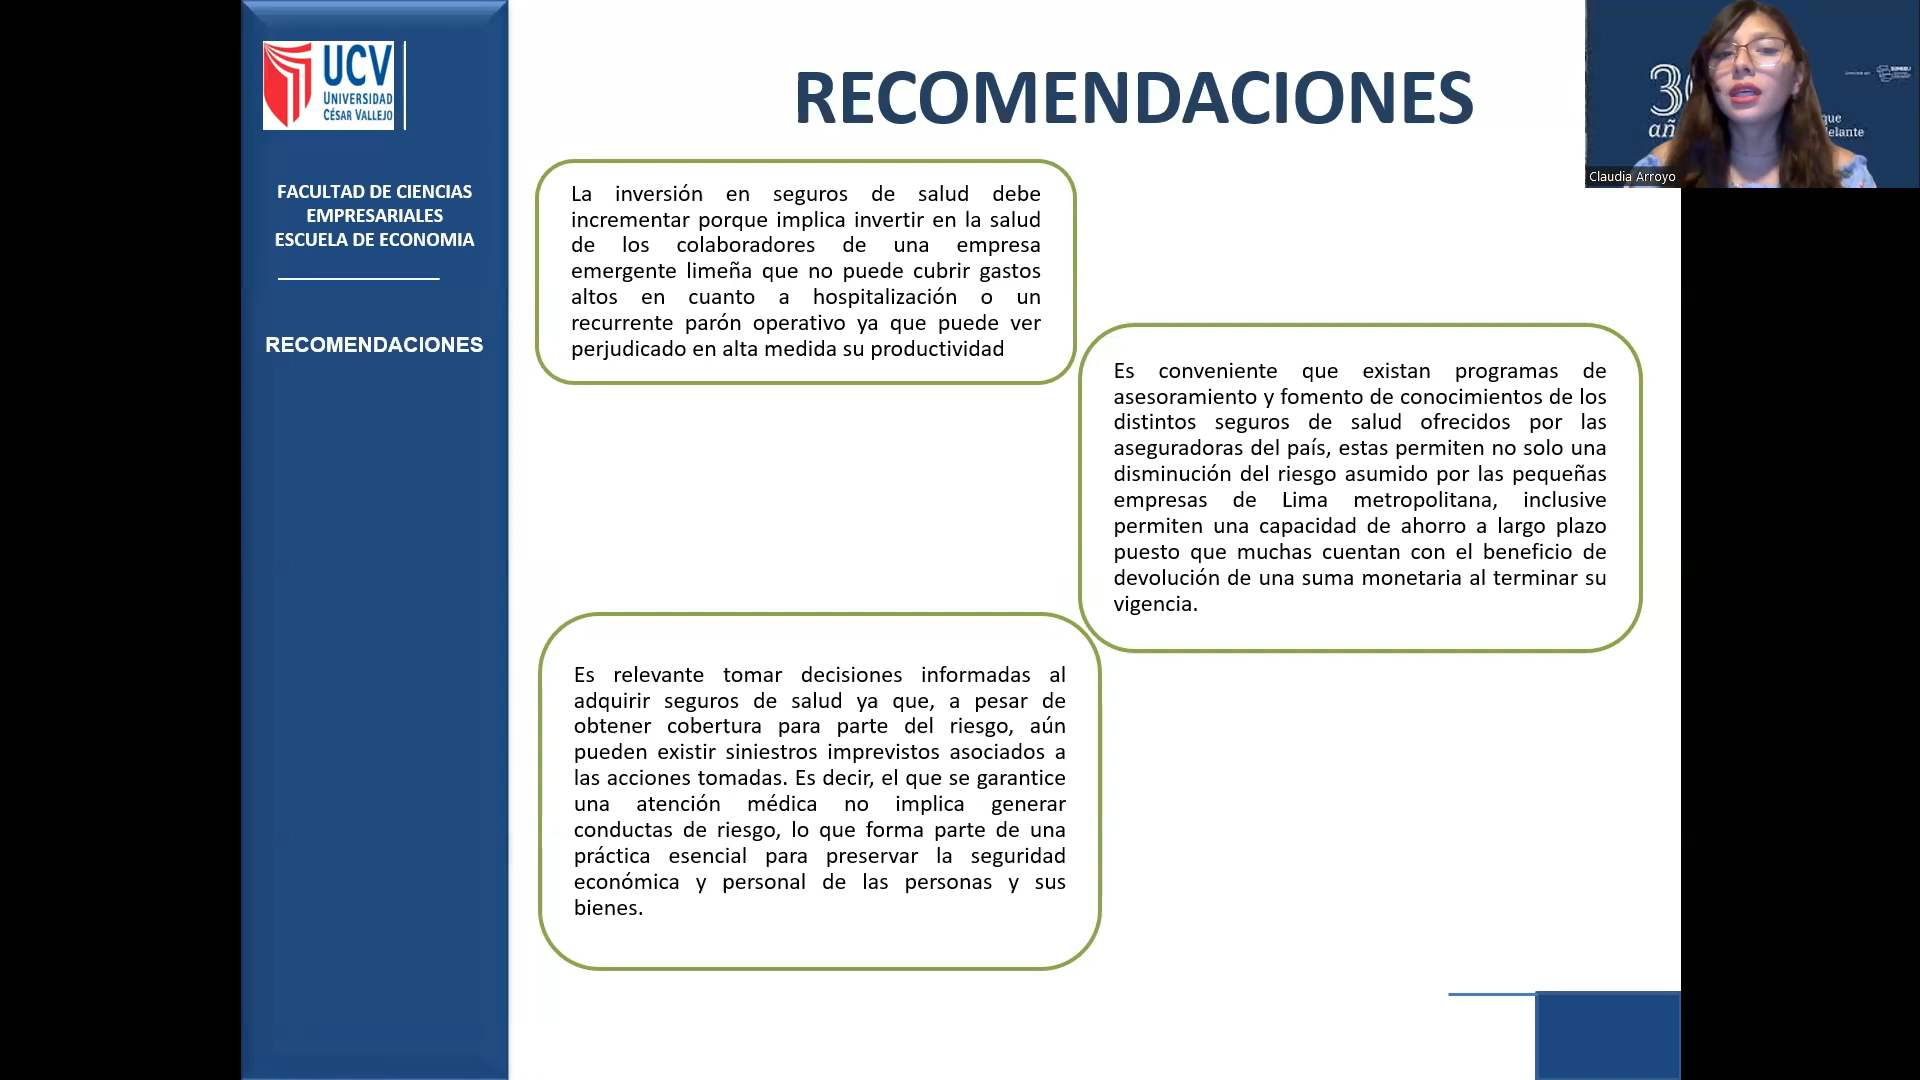 UCV
UNIVERSIDAD
CÉSAR VALLEJO
FACULTAD DE CIENCIAS
EMPRESARIALES
ESCUELA DE ECONOMIA
RECOMENDACIONES
RECOMENDACIONES
La inversión en seguros de salud debe
incrementar porque implica invertir en la salud
de los colaboradores de una empresa
emergente limeña que no puede cubrir gastos
altos en cuanto a hospitalización o un
recurrente parón operativo ya que puede ver
perjudicado en alta medida su productividad
Es conveniente que existan programas de
asesoramiento y fomento de conocimientos de los
distintos seguros de salud ofrecidos por las
aseguradoras del país, estas permiten no solo una
disminución del riesgo asumido por las pequeñas
empresas de Lima metropolitana, inclusive
permiten una capacidad de ahorro a largo plazo
puesto que muchas cuentan con el beneficio de
devolución de una suma monetaria al terminar su
vigencia.
Es relevante tomar decisiones informadas al
adquirir seguros de salud ya que, a pesar de
obtener cobertura para parte del riesgo, aún
pueden existir siniestros imprevistos asociados a
las acciones tomadas. Es decir, el que se garantice
una atención médica no implica generar
conductas de riesgo, lo que forma parte de una
práctica esencial para preservar la seguridad
económica y personal de las personas y sus
bienes.
que
Claudia Arroyo